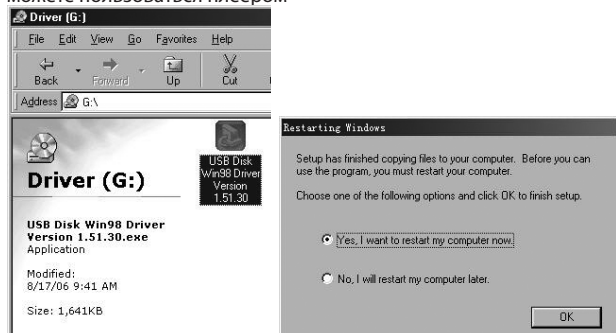 можете пользоваться плеером
Driver (G:)
File Edit View Go Favorites Help
Back Forward Up Cut
Address G:\
Driver (G:)
USB Disk
Win98 Driver
Version
1.51.30
USB Disk Win98 Driver
Version 1.51.30.exe
Application
Modified:
8/17/06 9:41 AM
Size: 1,641KB
Restarting Windows
Setup has finished copying files to your computer. Before you can
use the program, you must restart your computer.
Choose one of the following options and click OK to finish setup.
Yes, I want to restart my computer now.
No, I will restart my computer later.
OK